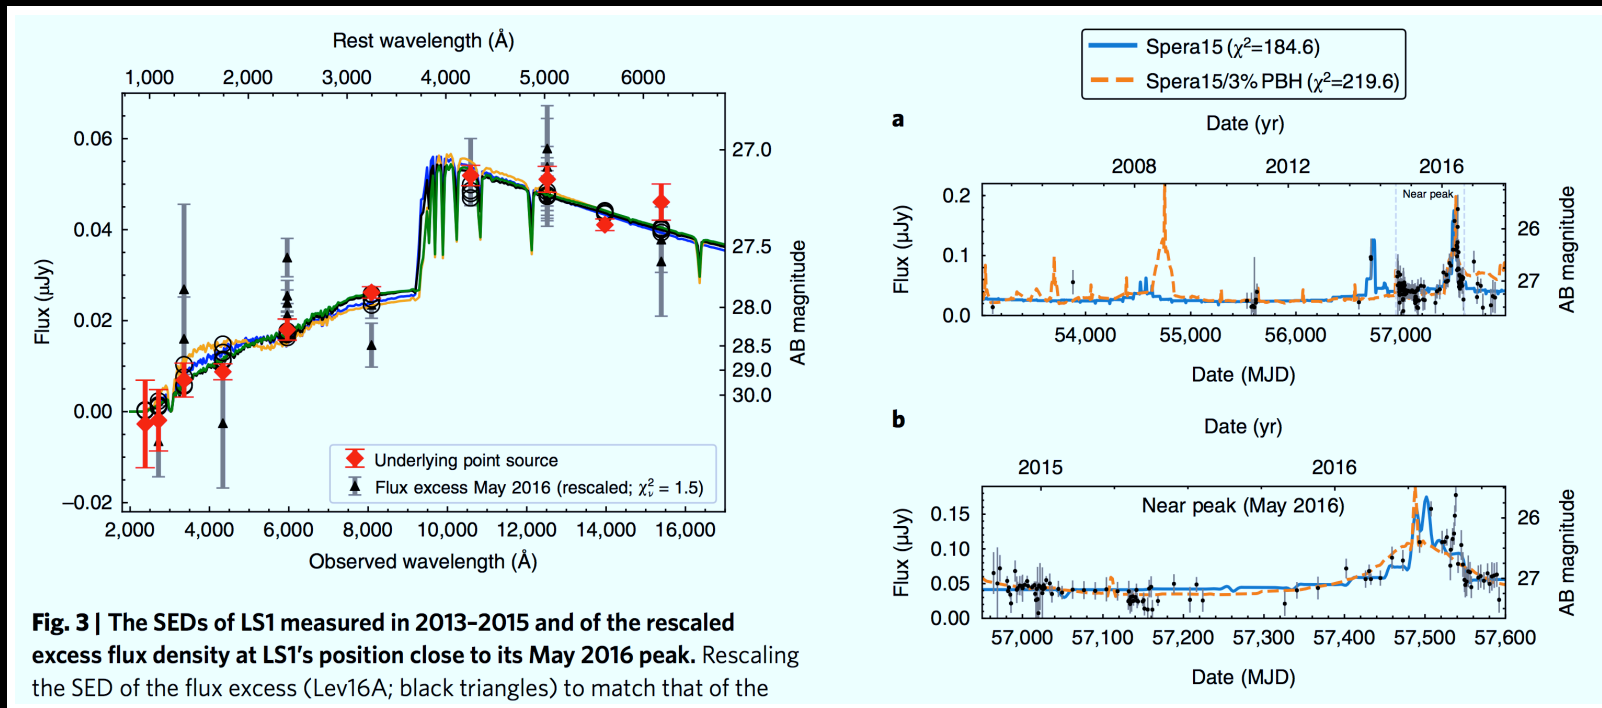 Rest wavelength (Å)
1,000 2,000 3,000 4,000 5,000 6000
0.06
0.04
0.02
0.00
−0.02
Flux (μJy)
27.0
27.5
28.0
28.5
29.0
30.0
AB magnitude
Underlying point source
Flux excess May 2016 (rescaled; χ²ᵥ = 1.5)
2,000 4,000 6,000 8,000 10,000 12,000 14,000 16,000
Observed wavelength (Å)
Fig. 3 | The SEDs of LS1 measured in 2013–2015 and of the rescaled
excess flux density at LS1's position close to its May 2016 peak. Rescaling
the SED of the flux excess (Lev16A; black triangles) to match that of the
Spera15 (χ²=184.6)
Spera15/3% PBH (χ²=219.6)
a
Date (yr)
2008 2012 2016
Near peak
0.2
0.1
0.0
Flux (μJy)
26
27
AB magnitude
54,000 55,000 56,000 57,000
Date (MJD)
b
Date (yr)
2015 2016
Near peak (May 2016)
0.15
0.10
0.05
0.00
Flux (μJy)
26
27
AB magnitude
57,000 57,100 57,200 57,300 57,400 57,500 57,600
Date (MJD)